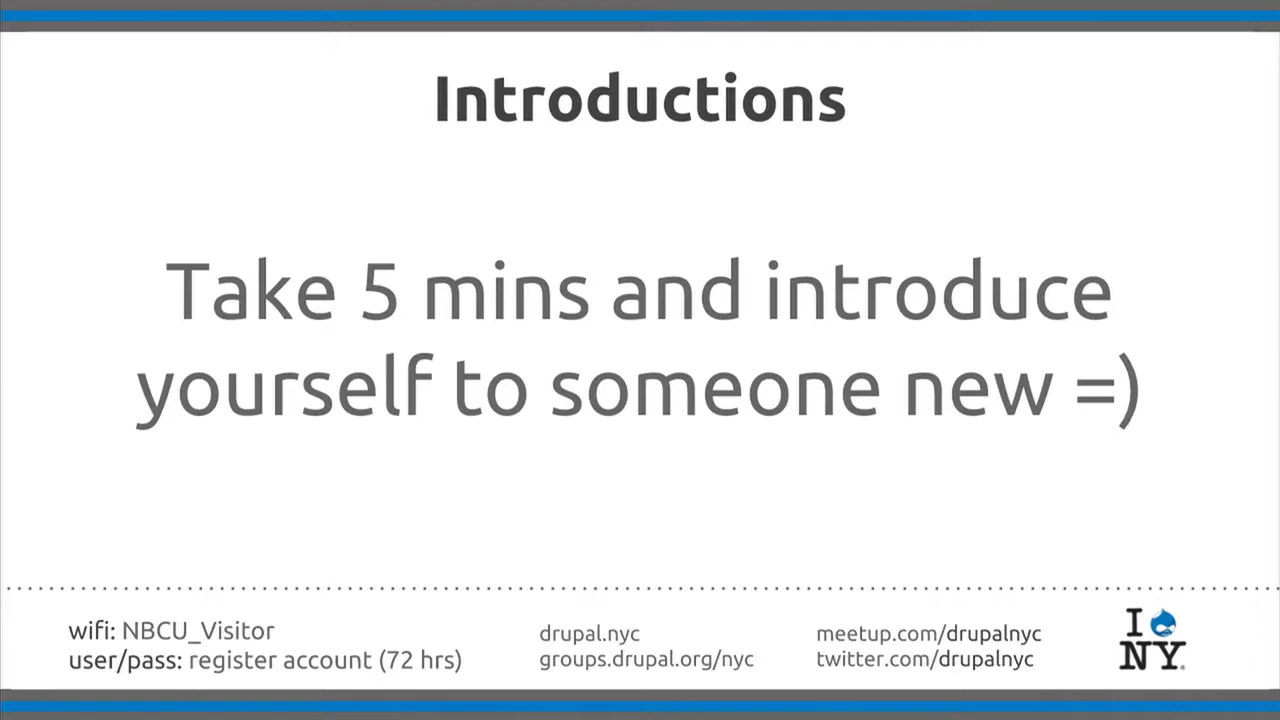 Introductions
Take 5 mins and introduce
yourself to someone new =)
wifi: NBCU_Visitor
user/pass: register account (72 hrs)
drupal.nyc
groups.drupal.org/nyc
meetup.com/drupalnyc
twitter.com/drupalnyc
I
NY